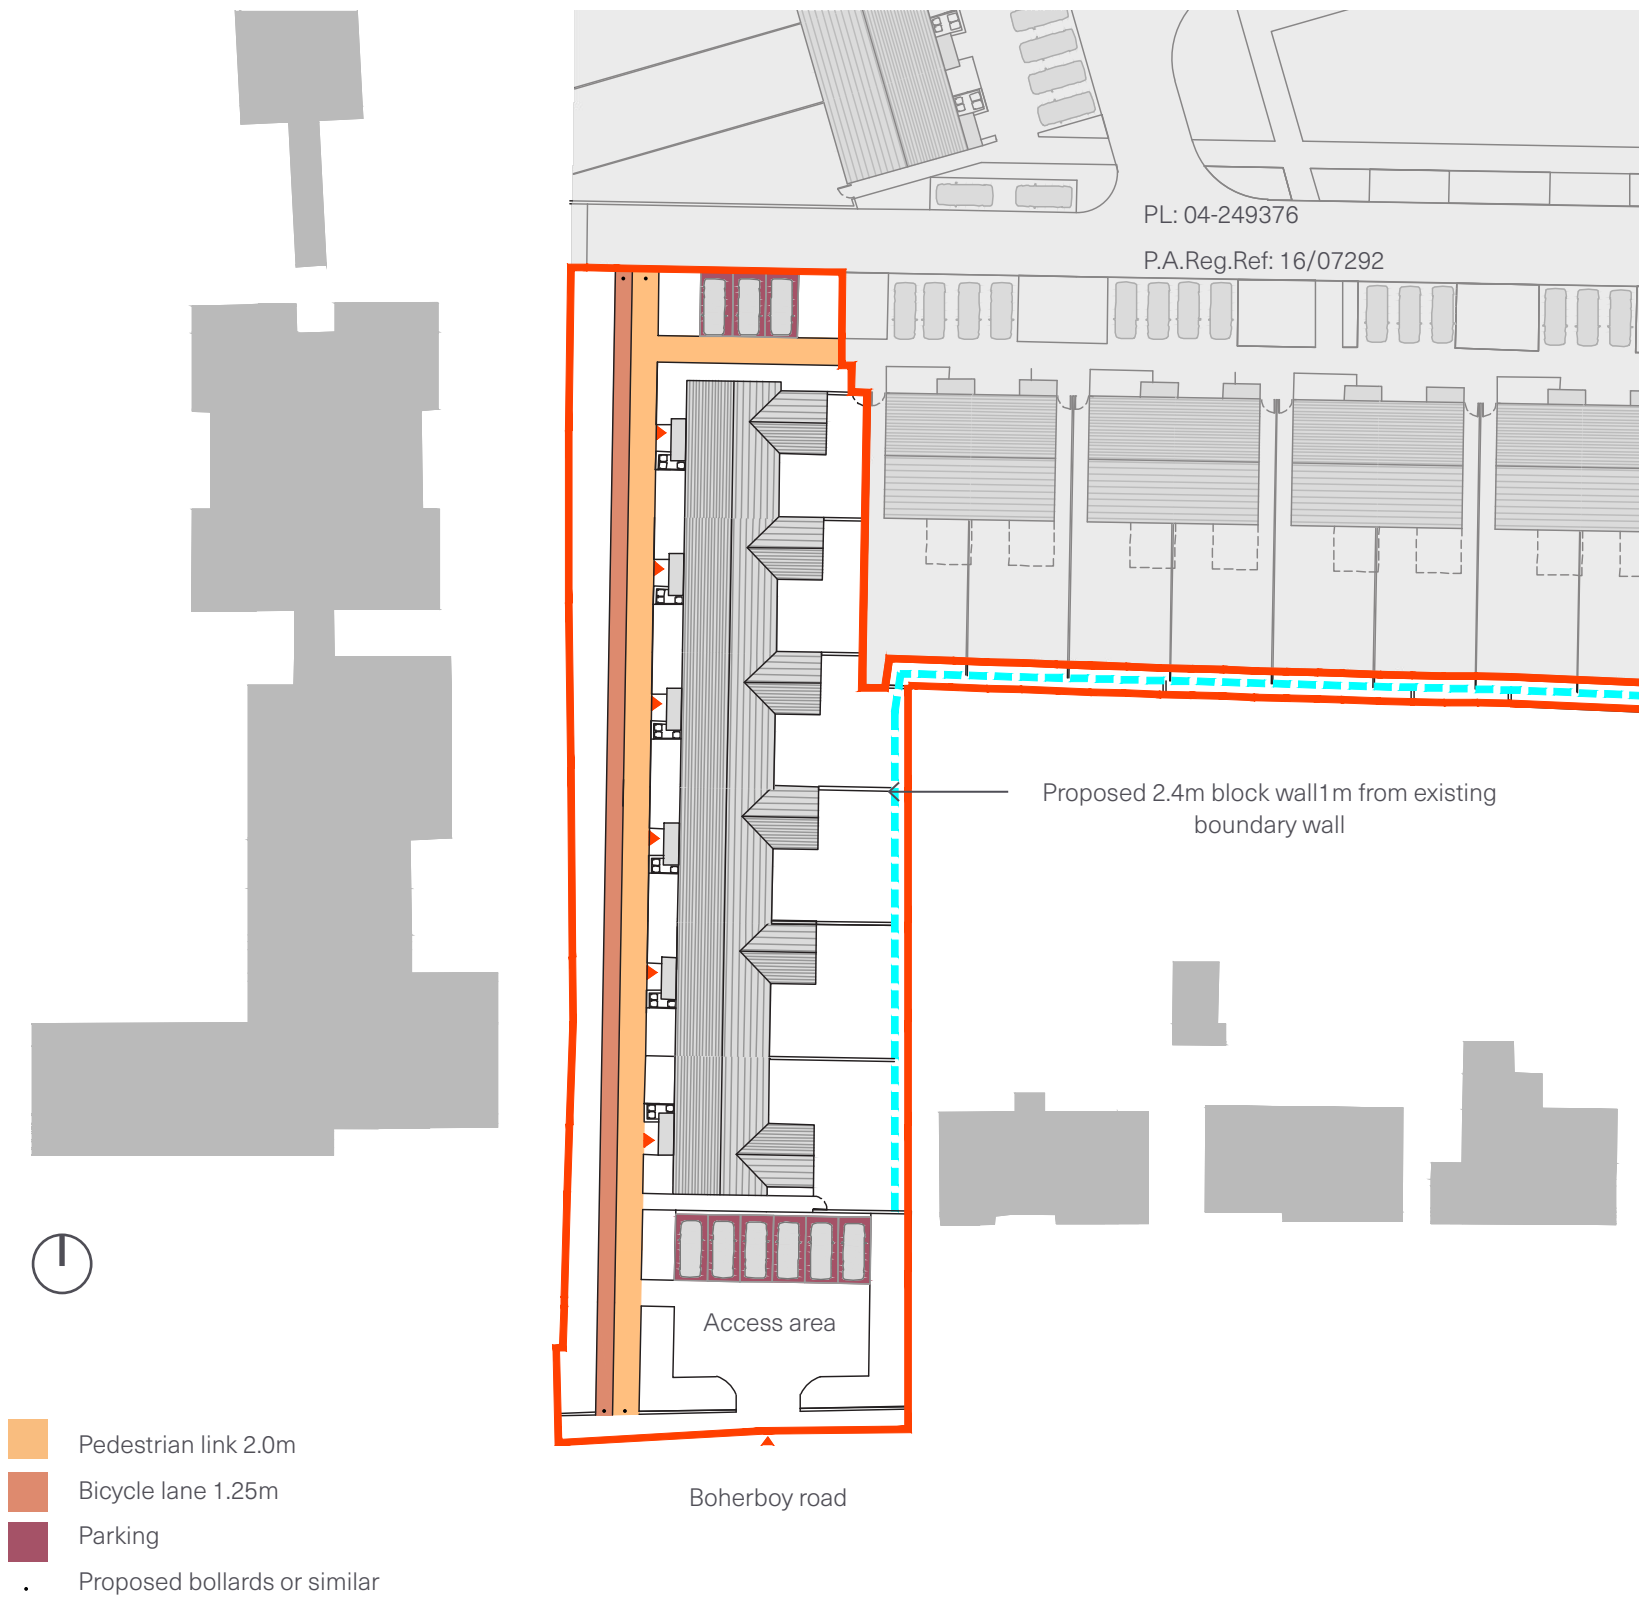 PL: 04-249376
P.A.Reg.Ref: 16/07292
Proposed 2.4m block wall1m from existing
boundary wall
Access area
Boherboy road
Pedestrian link 2.0m
Bicycle lane 1.25m
Parking
Proposed bollards or similar